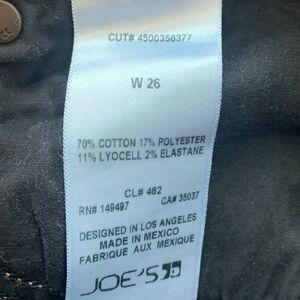 CUT# 4500358377
W 26
70% COTTON 17% POLYESTER
11% LYOCELL 2% ELASTANE
CL# 462
RN# 149497 CA# 35037
DESIGNED IN LOS ANGELES
MADE IN MEXICO
FABRIQUE AUX MEXIQUE
JOE'S